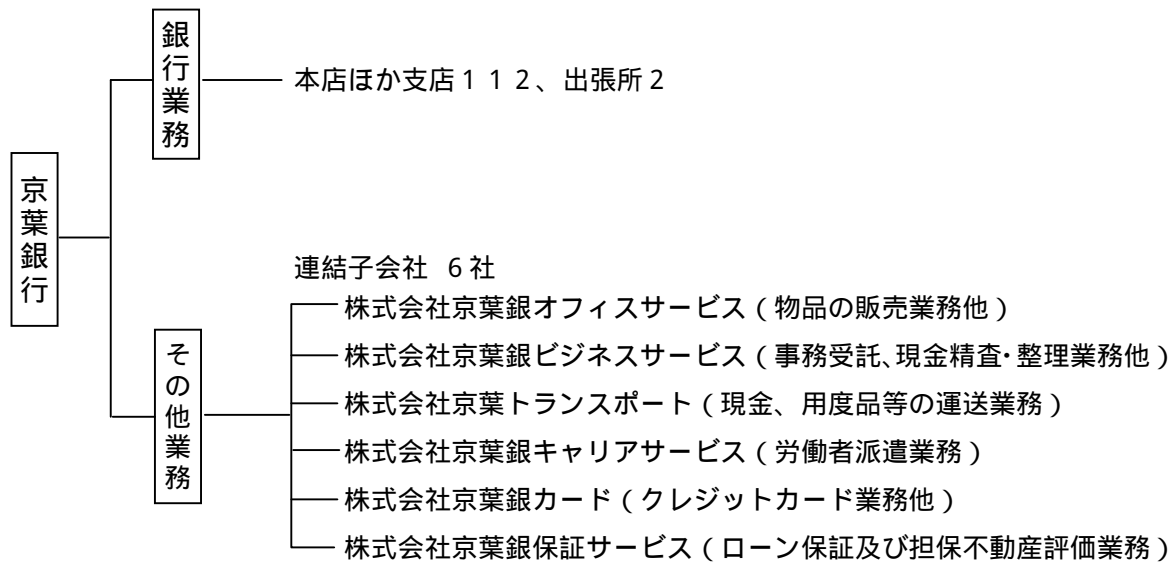 京葉銀行
銀行業務
本店ほか支店112、出張所2
その他業務
連結子会社 6社
株式会社京葉銀オフィスサービス(物品の販売業務他)
株式会社京葉銀ビジネスサービス(事務受託、現金精査・整理業務他)
株式会社京葉トランスポート(現金、用度品等の運送業務)
株式会社京葉銀キャリアサービス(労働者派遣業務)
株式会社京葉銀カード(クレジットカード業務他)
株式会社京葉銀保証サービス(ローン保証及び担保不動産評価業務)